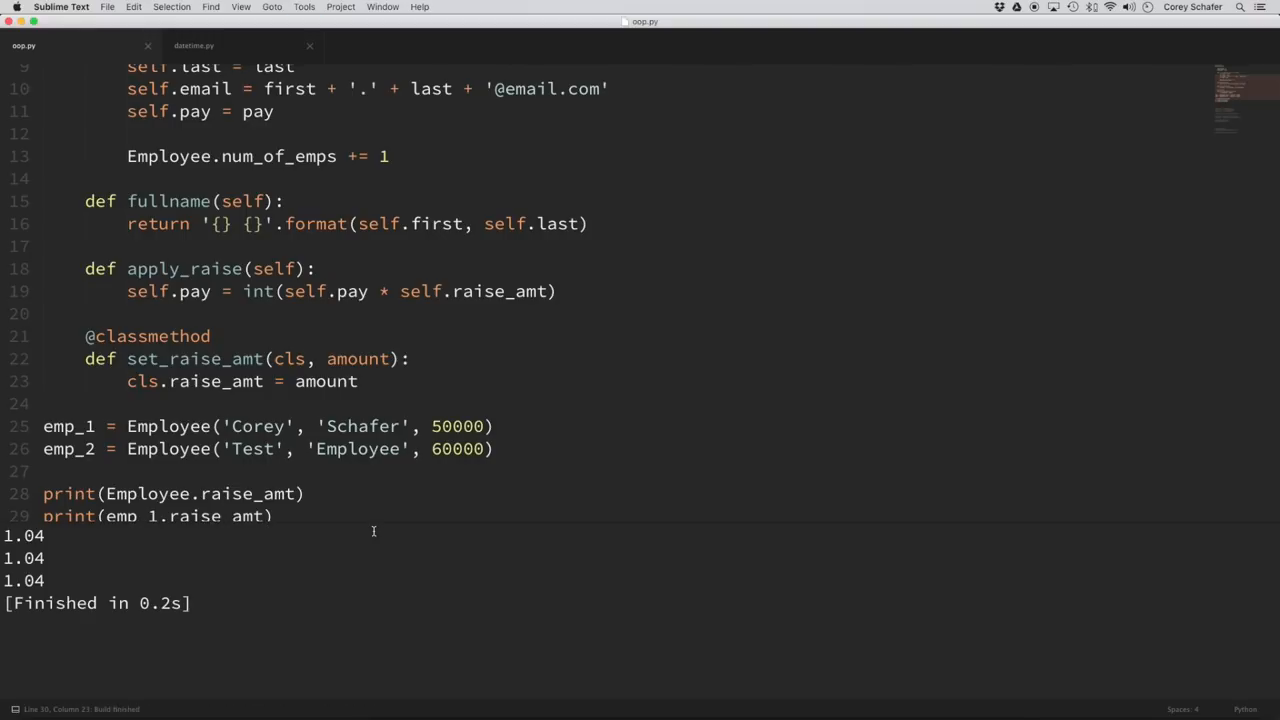 Sublime Text File Edit Selection Find View Goto Tools Project Window Help Corey Schafer
oop.py
oop.py datetime.py
9 self.last = last
10 self.email = first + '.' + last + '@email.com'
11 self.pay = pay
12
13 Employee.num_of_emps += 1
14
15 def fullname(self):
16 return '{} {}'.format(self.first, self.last)
17
18 def apply_raise(self):
19 self.pay = int(self.pay * self.raise_amt)
20
21 @classmethod
22 def set_raise_amt(cls, amount):
23 cls.raise_amt = amount
24
25 emp_1 = Employee('Corey', 'Schafer', 50000)
26 emp_2 = Employee('Test', 'Employee', 60000)
27
28 print(Employee.raise_amt)
29 print(emp_1.raise_amt)
1.04
1.04
1.04
[Finished in 0.2s]
Line 30, Column 23; Build finished Spaces: 4 Python